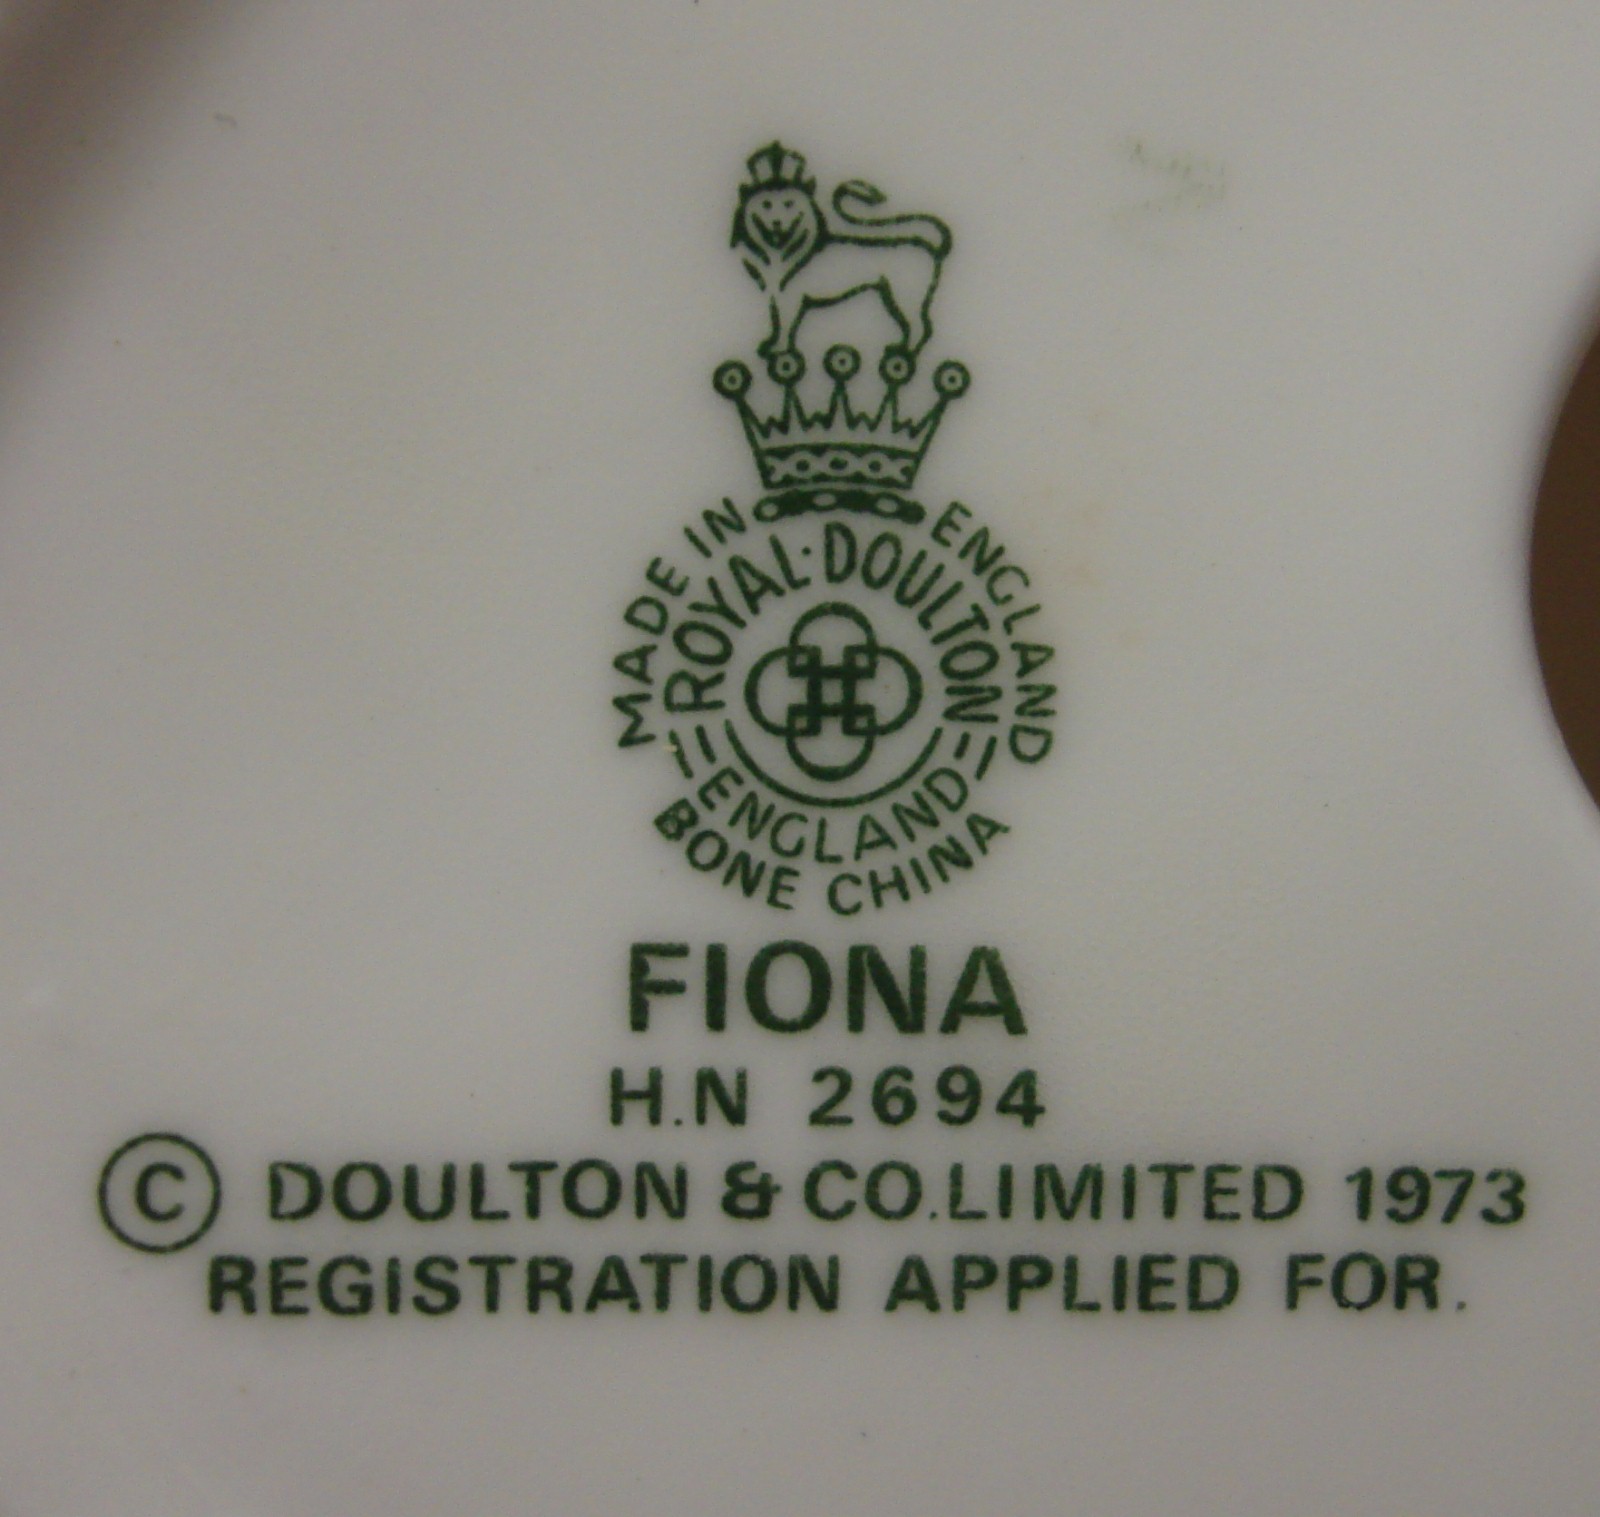 MADE IN ENGLAND
ROYAL·DOULTON
ENGLAND
BONE CHINA
FIONA
H.N 2694
© DOULTON & CO.LIMITED 1973
REGISTRATION APPLIED FOR.